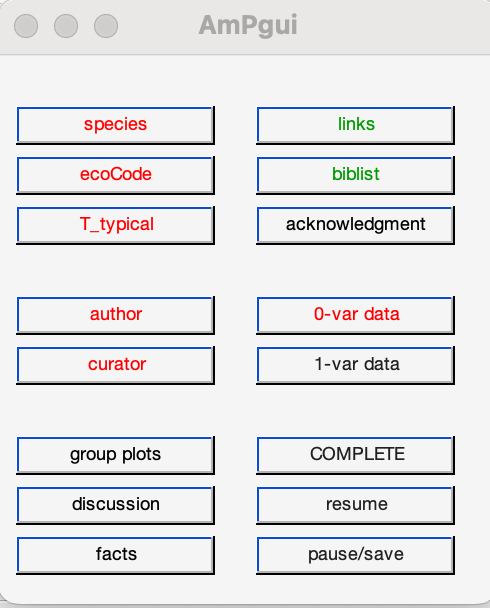 AmPgui
species
links
ecoCode
biblist
T_typical
acknowledgment
author
0-var data
curator
1-var data
group plots
COMPLETE
discussion
resume
facts
pause/save